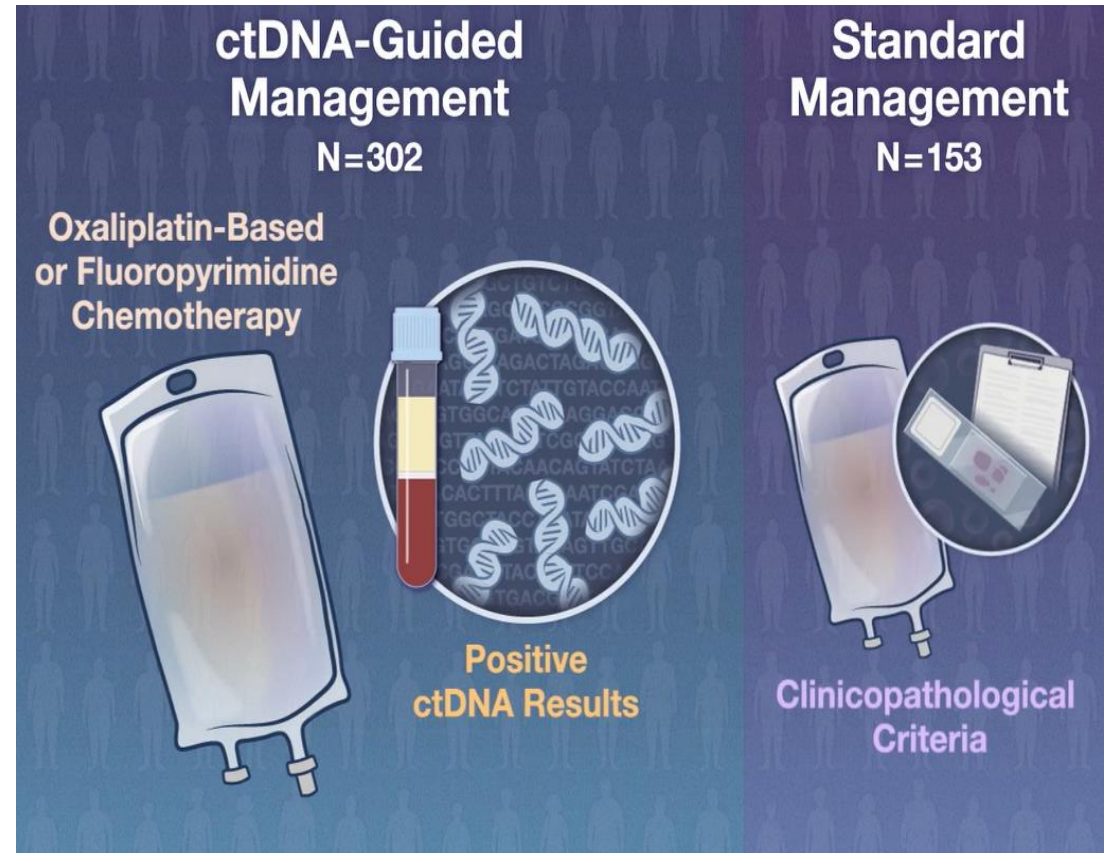 ctDNA-Guided
Management
N=302
Oxaliplatin-Based
or Fluoropyrimidine
Chemotherapy
Positive
ctDNA Results
Standard
Management
N=153
Clinicopathological
Criteria